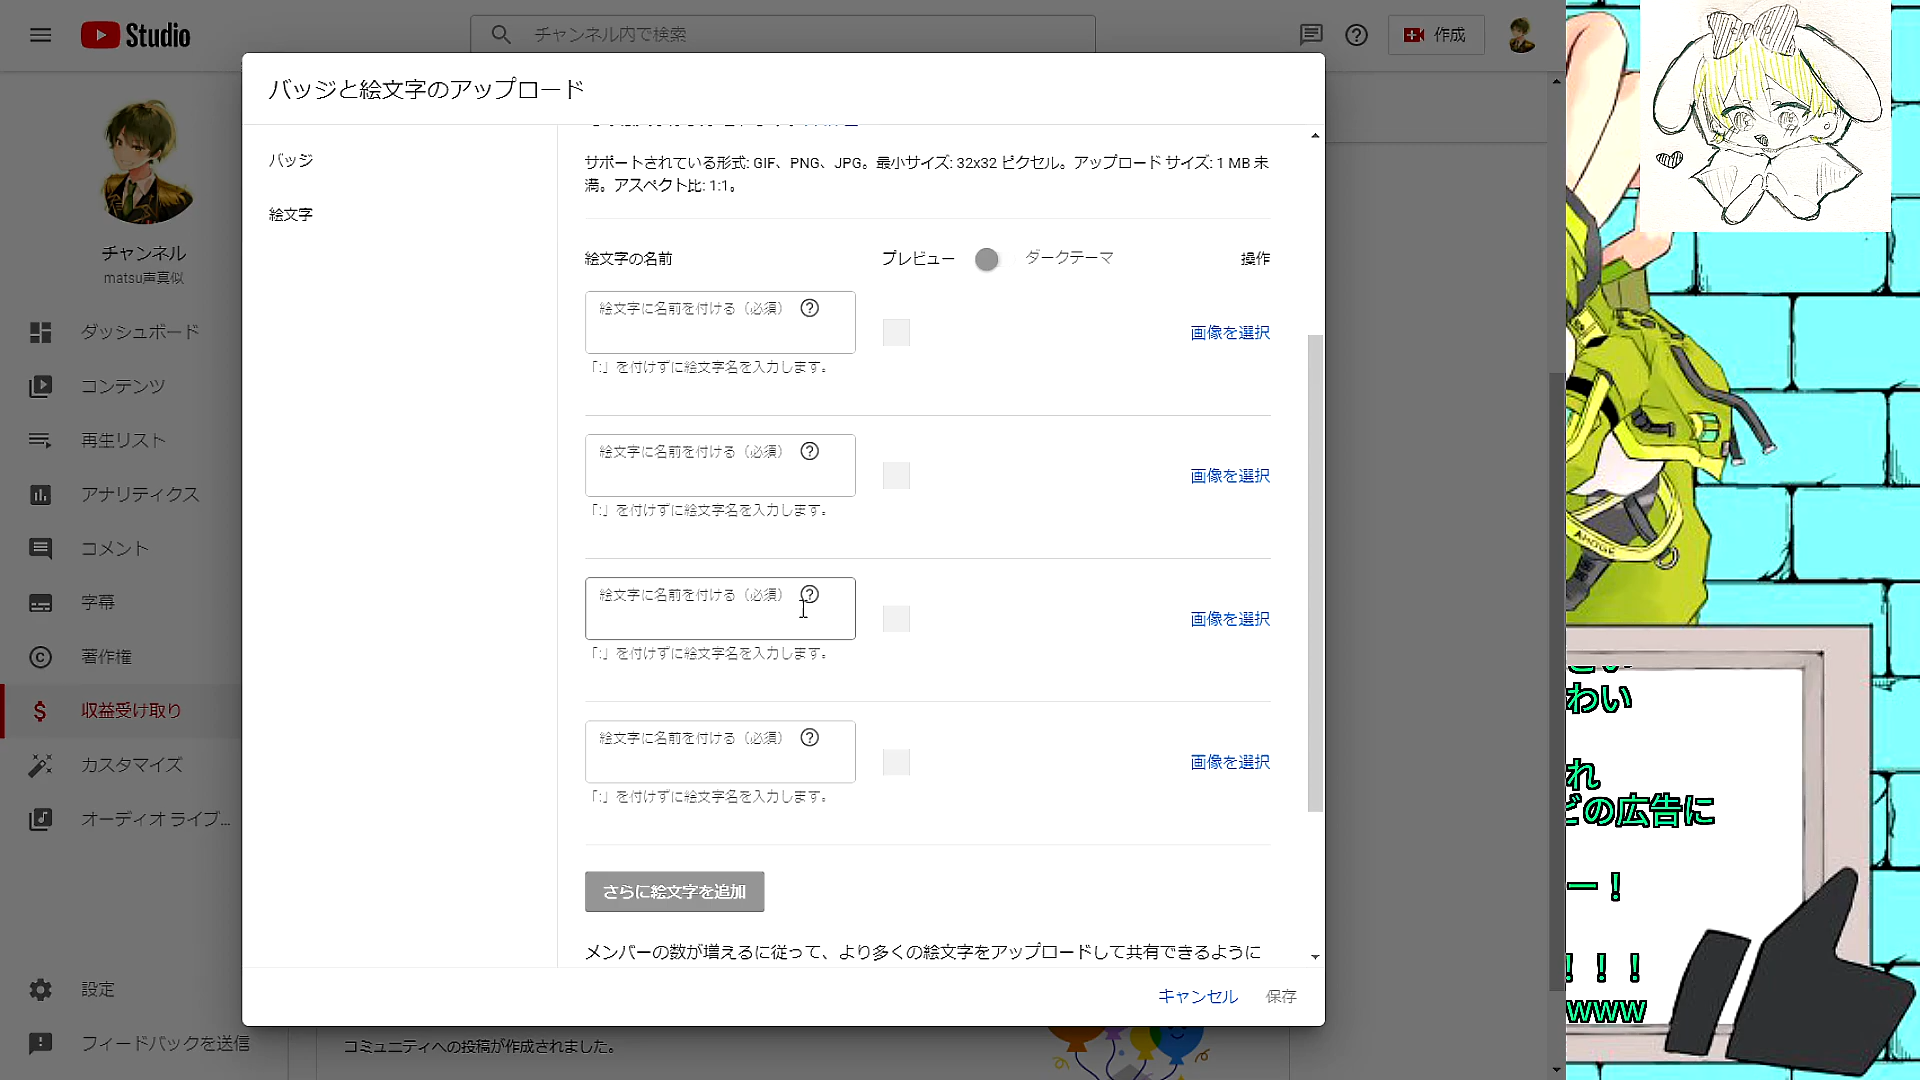 Studio
チャンネル内で検索
作成
チャンネル
matsu声真似
ダッシュボード
コンテンツ
再生リスト
アナリティクス
コメント
字幕
著作権
収益受け取り
カスタマイズ
オーディオ ライブ...
設定
フィードバックを送信
バッジと絵文字のアップロード
バッジ
絵文字
サポートされている形式: GIF、PNG、JPG。最小サイズ: 32x32 ピクセル。アップロード サイズ: 1 MB 未
満。アスペクト比: 1:1。
絵文字の名前
プレビュー
ダークテーマ
操作
絵文字に名前を付ける（必須）
画像を選択
「:」を付けずに絵文字名を入力します。
絵文字に名前を付ける（必須）
画像を選択
「:」を付けずに絵文字名を入力します。
絵文字に名前を付ける（必須）
画像を選択
「:」を付けずに絵文字名を入力します。
絵文字に名前を付ける（必須）
画像を選択
「:」を付けずに絵文字名を入力します。
さらに絵文字を追加
メンバーの数が増えるに従って、より多くの絵文字をアップロードして共有できるように
キャンセル
保存
コミュニティへの投稿が作成されました。
AHOGE
わい
れ
どの広告に
ー！
！！！
www